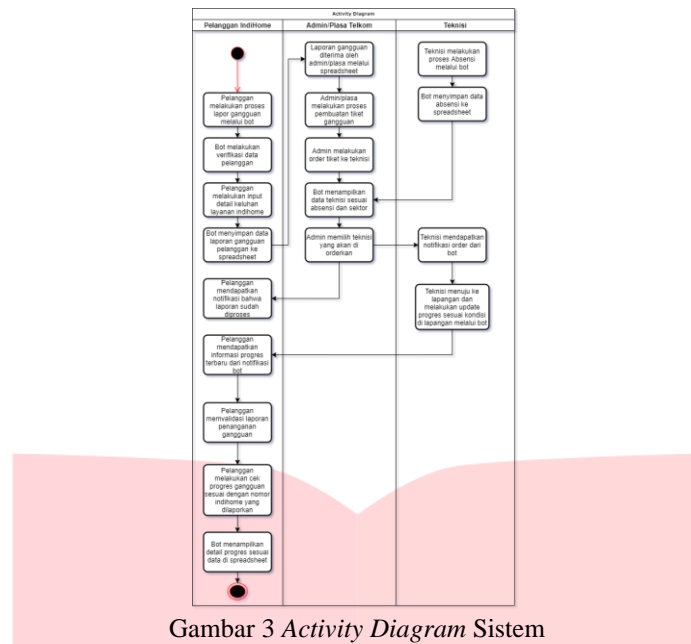 Activity Diagram
Pelanggan IndiHome
Admin/Plasa Telkom
Teknisi
Pelanggan
melakukan proses
lapor gangguan
melalui bot
Bot melakukan
verifikasi data
pelanggan
Pelanggan
melakukan input
detail keluhan
layanan indihome
Bot menyimpan data
laporan gangguan
pelanggan ke
spreadsheet
Laporan gangguan
diterima oleh
admin/plasa melalui
spreadsheet
Admin/plasa
melakukan proses
pembuatan tiket
gangguan
Admin melakukan
order tiket ke teknisi
Teknisi melakukan
proses Absensi
melalui bot
Bot menyimpan data
absensi ke
spreadsheet
Bot menampilkan
data teknisi sesuai
absensi dan sektor
Admin memilih teknisi
yang akan di
orderkan
Teknisi mendapatkan
notifikasi order dari
bot
Pelanggan
mendapatkan
notifikasi bahwa
laporan sudah
diproses
Teknisi menuju ke
lapangan dan
melakukan update
progres sesuai kondisi
di lapangan melalui bot
Pelanggan
mendapatkan
informasi progres
terbaru dari notifikasi
bot
Pelanggan
memvalidasi laporan
penanganan
gangguan
Pelanggan
melakukan cek
progres gangguan
sesuai dengan nomor
indihome yang
dilaporkan
Bot menampilkan
detail progres sesuai
data di spreadsheet
Gambar 3 Activity Diagram Sistem